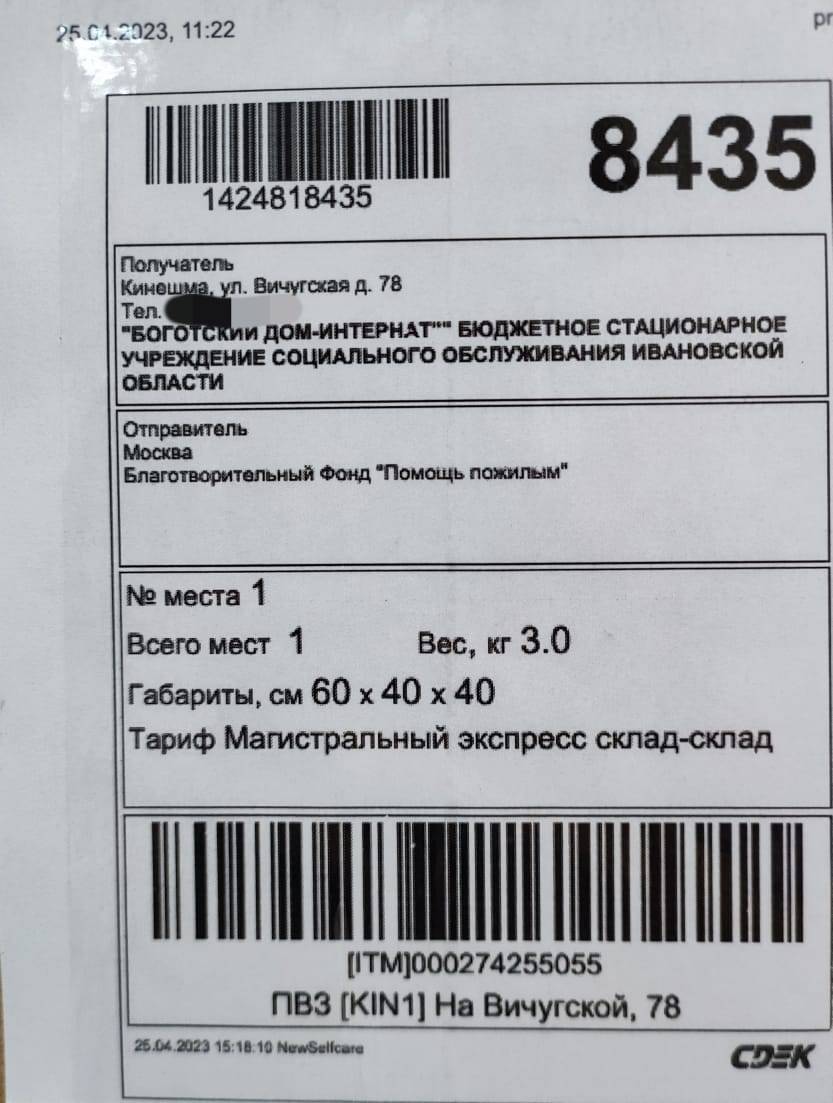 25.04.2023, 11:22
pr
1424818435
8435
Получатель
Кинешма, ул. Вичугская д. 78
Тел.
"БОГОТСКИЙ ДОМ-ИНТЕРНАТ"" БЮДЖЕТНОЕ СТАЦИОНАРНОЕ
УЧРЕЖДЕНИЕ СОЦИАЛЬНОГО ОБСЛУЖИВАНИЯ ИВАНОВСКОЙ
ОБЛАСТИ
Отправитель
Москва
Благотворительный Фонд "Помощь пожилым"
№ места 1
Всего мест 1 Вес, кг 3.0
Габариты, см 60 x 40 x 40
Тариф Магистральный экспресс склад-склад
[ITM]000274255055
ПВЗ [KIN1] На Вичугской, 78
25.04.2023 15:18:10 NewSelfcare
CDEK